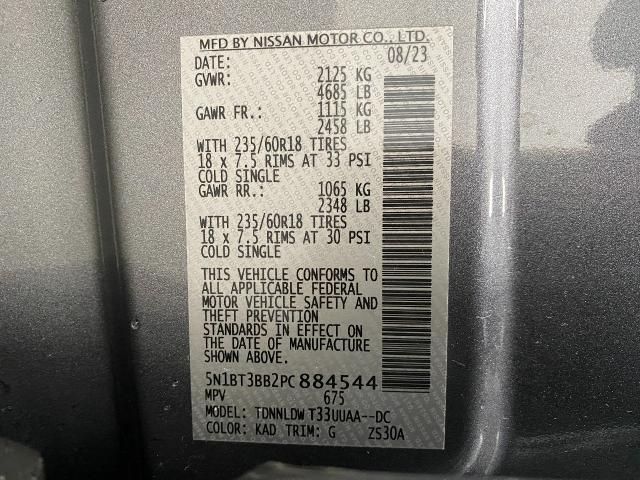 MFD BY NISSAN MOTOR CO., LTD.
DATE: 08/23
GVWR: 2125 KG
4685 LB
GAWR FR.: 1115 KG
2458 LB
WITH 235/60R18 TIRES
18 x 7.5 RIMS AT 33 PSI
COLD SINGLE
GAWR RR.: 1065 KG
2348 LB
WITH 235/60R18 TIRES
18 x 7.5 RIMS AT 30 PSI
COLD SINGLE
THIS VEHICLE CONFORMS TO
ALL APPLICABLE FEDERAL
MOTOR VEHICLE SAFETY AND
THEFT PREVENTION
STANDARDS IN EFFECT ON
THE DATE OF MANUFACTURE
SHOWN ABOVE.
5N1BT3BB2PC884544
MPV 675
MODEL: TDNNLDW T33UUAA--DC
COLOR: KAD TRIM: G ZS30A